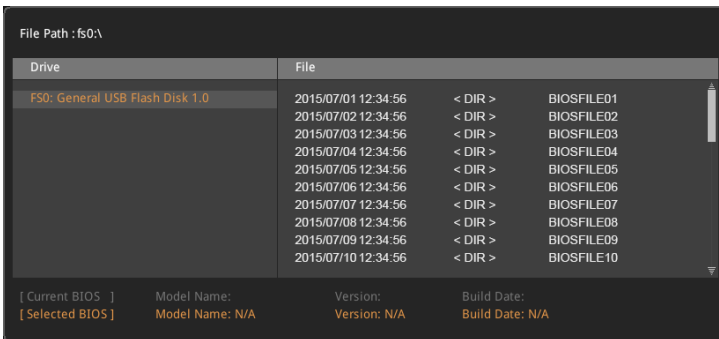 File Path : fs0:\
Drive File
FS0: General USB Flash Disk 1.0
2015/07/01 12:34:56 < DIR > BIOSFILE01
2015/07/02 12:34:56 < DIR > BIOSFILE02
2015/07/03 12:34:56 < DIR > BIOSFILE03
2015/07/04 12:34:56 < DIR > BIOSFILE04
2015/07/05 12:34:56 < DIR > BIOSFILE05
2015/07/06 12:34:56 < DIR > BIOSFILE06
2015/07/07 12:34:56 < DIR > BIOSFILE07
2015/07/08 12:34:56 < DIR > BIOSFILE08
2015/07/09 12:34:56 < DIR > BIOSFILE09
2015/07/10 12:34:56 < DIR > BIOSFILE10
[ Current BIOS ] Model Name: Version: Build Date:
[ Selected BIOS ] Model Name: N/A Version: N/A Build Date: N/A